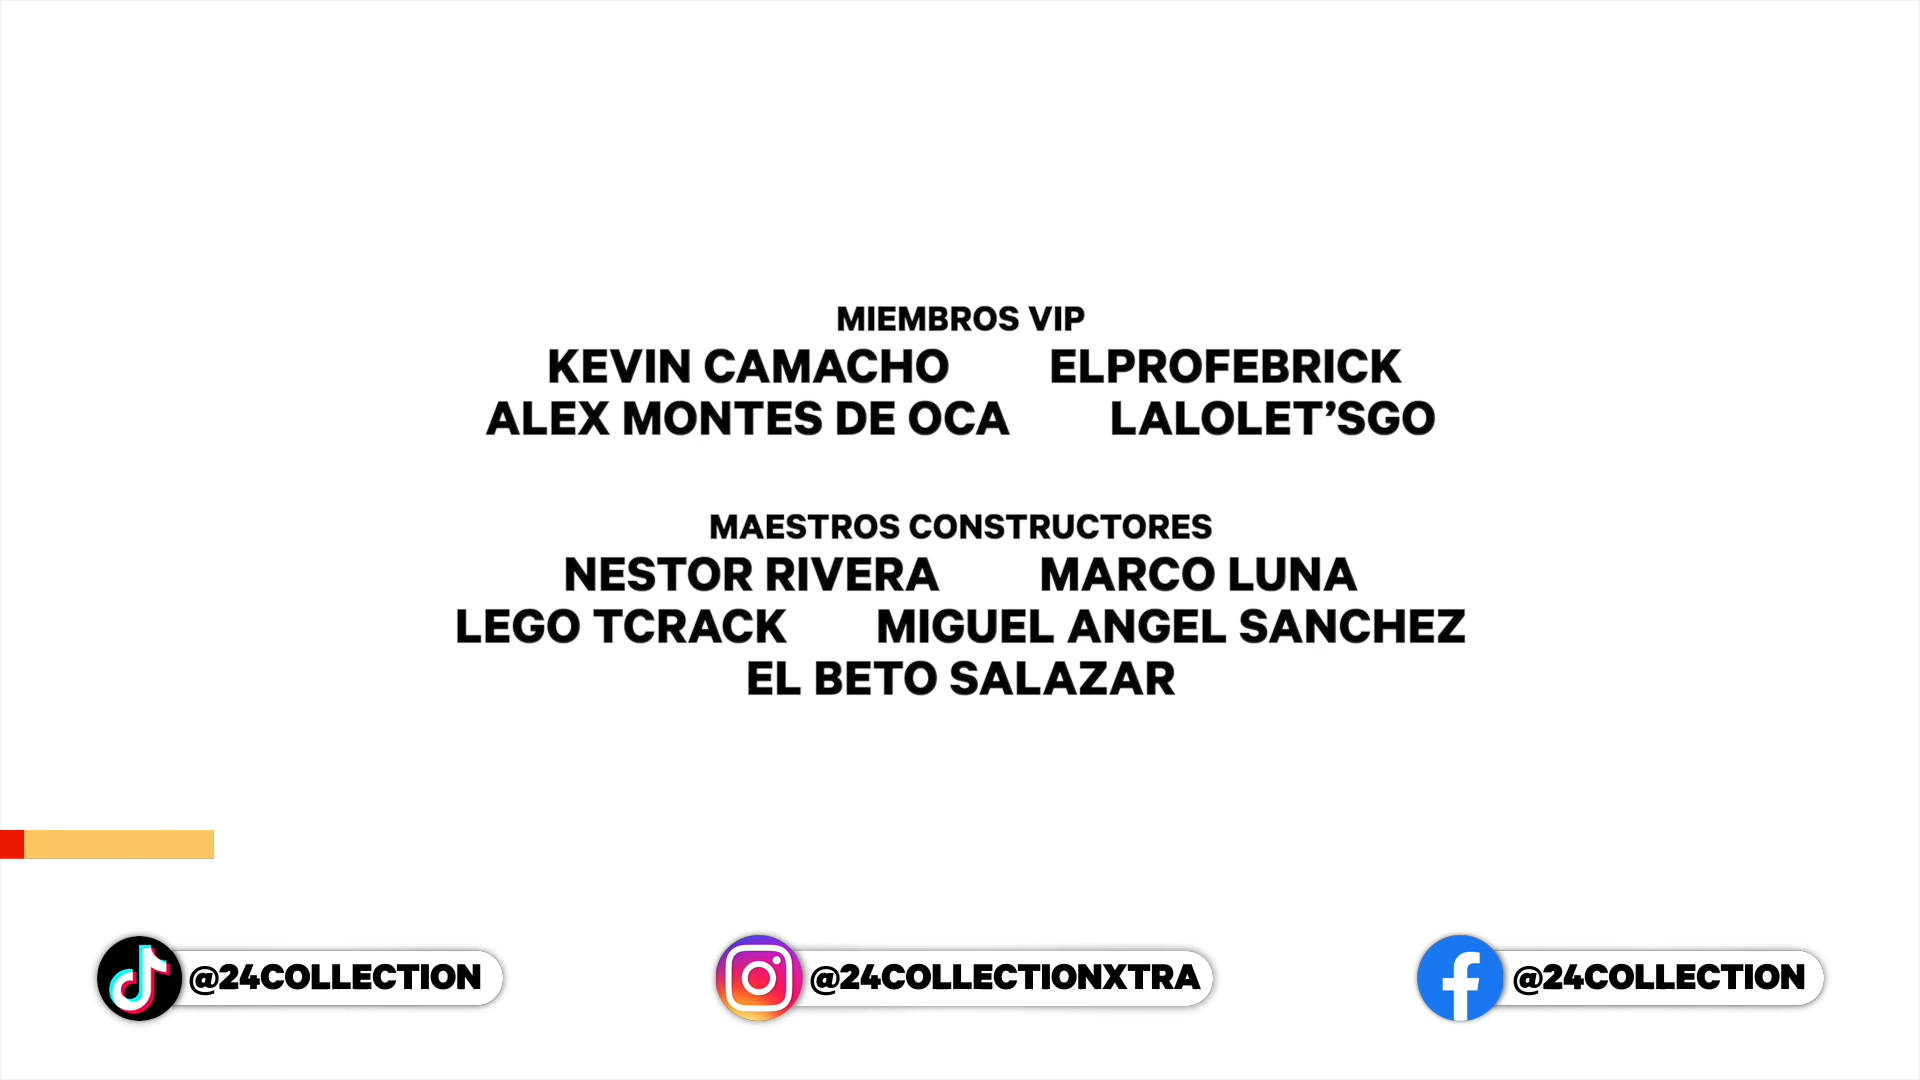 MIEMBROS VIP
KEVIN CAMACHO ELPROFEBRICK
ALEX MONTES DE OCA LALOLET’SGO
MAESTROS CONSTRUCTORES
NESTOR RIVERA MARCO LUNA
LEGO TCRACK MIGUEL ANGEL SANCHEZ
EL BETO SALAZAR
@24COLLECTION @24COLLECTIONXTRA @24COLLECTION